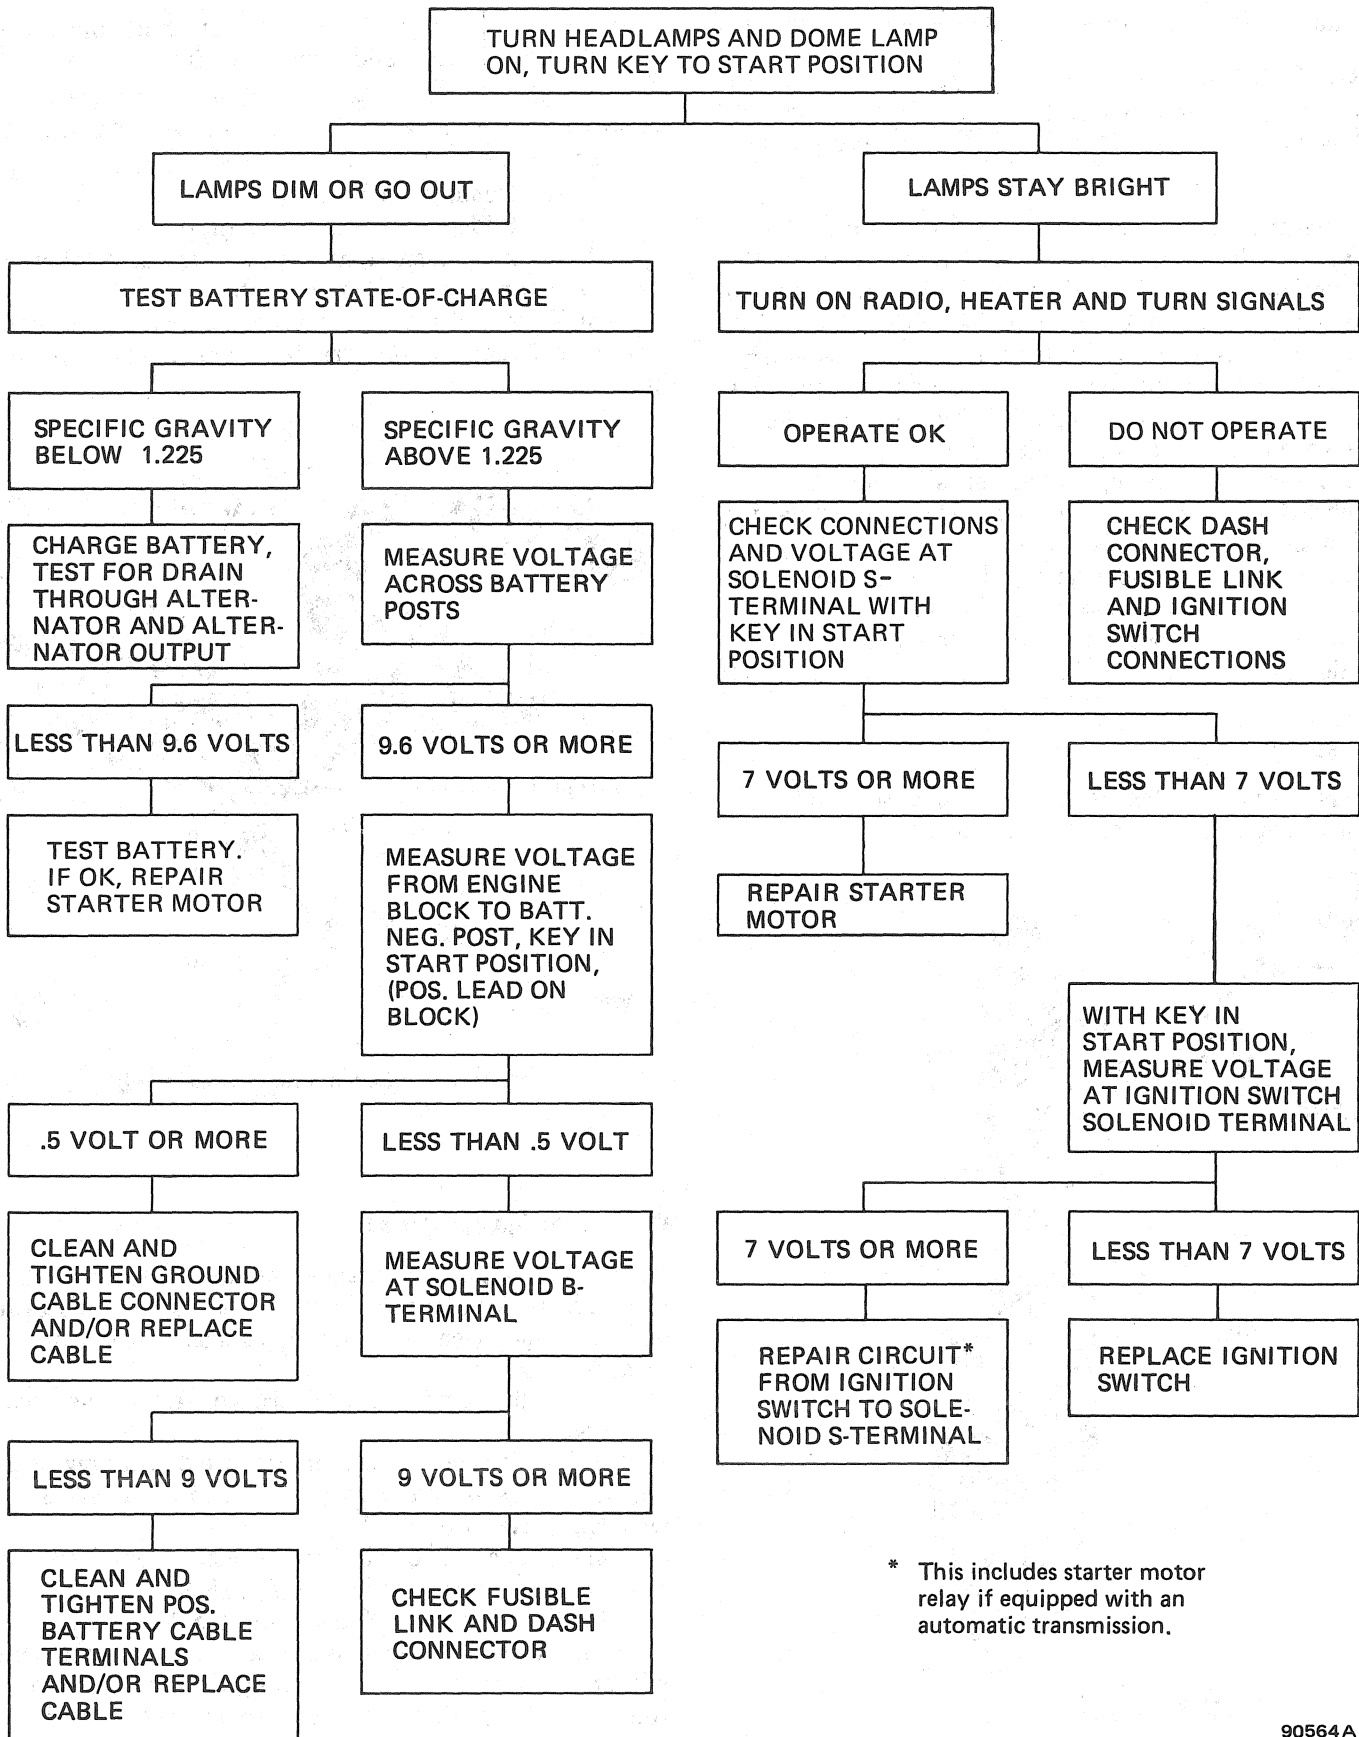 TURN HEADLAMPS AND DOME LAMP
ON, TURN KEY TO START POSITION
LAMPS DIM OR GO OUT
LAMPS STAY BRIGHT
TEST BATTERY STATE-OF-CHARGE
TURN ON RADIO, HEATER AND TURN SIGNALS
SPECIFIC GRAVITY
BELOW 1.225
SPECIFIC GRAVITY
ABOVE 1.225
OPERATE OK
DO NOT OPERATE
CHARGE BATTERY,
TEST FOR DRAIN
THROUGH ALTER-
NATOR AND ALTER-
NATOR OUTPUT
MEASURE VOLTAGE
ACROSS BATTERY
POSTS
CHECK CONNECTIONS
AND VOLTAGE AT
SOLENOID S-
TERMINAL WITH
KEY IN START
POSITION
CHECK DASH
CONNECTOR,
FUSIBLE LINK
AND IGNITION
SWITCH
CONNECTIONS
LESS THAN 9.6 VOLTS
9.6 VOLTS OR MORE
7 VOLTS OR MORE
LESS THAN 7 VOLTS
TEST BATTERY.
IF OK, REPAIR
STARTER MOTOR
MEASURE VOLTAGE
FROM ENGINE
BLOCK TO BATT.
NEG. POST, KEY IN
START POSITION,
(POS. LEAD ON
BLOCK)
REPAIR STARTER
MOTOR
WITH KEY IN
START POSITION,
MEASURE VOLTAGE
AT IGNITION SWITCH
SOLENOID TERMINAL
.5 VOLT OR MORE
LESS THAN .5 VOLT
CLEAN AND
TIGHTEN GROUND
CABLE CONNECTOR
AND/OR REPLACE
CABLE
MEASURE VOLTAGE
AT SOLENOID B-
TERMINAL
7 VOLTS OR MORE
LESS THAN 7 VOLTS
REPAIR CIRCUIT*
FROM IGNITION
SWITCH TO SOLE-
NOID S-TERMINAL
REPLACE IGNITION
SWITCH
LESS THAN 9 VOLTS
9 VOLTS OR MORE
CLEAN AND
TIGHTEN POS.
BATTERY CABLE
TERMINALS
AND/OR REPLACE
CABLE
CHECK FUSIBLE
LINK AND DASH
CONNECTOR
* This includes starter motor
relay if equipped with an
automatic transmission.
90564A